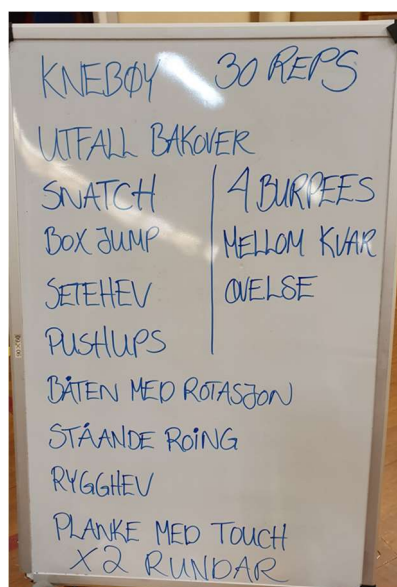 KNEBØY 30 REPS
UTFALL BAKOVER
SNATCH
BOX JUMP
SETEHEV
PUSHUPS
4 BURPEES
MELLOM KVAR
ØVELSE
BÅTEN MED ROTASJON
STÅANDE ROING
RYGGHEV
PLANKE MED TOUCH
X2 RUNDAR